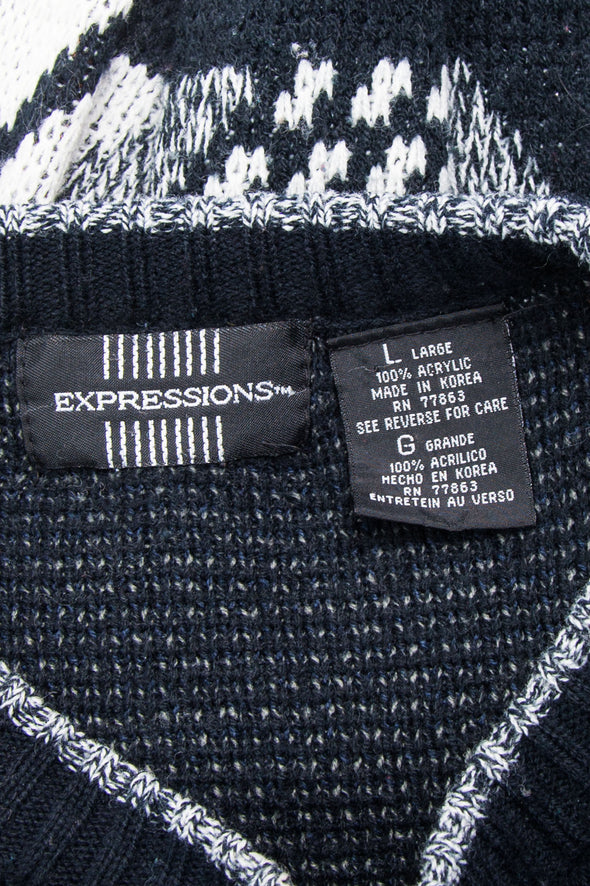 EXPRESSIONS™
L LARGE
100% ACRYLIC
MADE IN KOREA
RN 77863
SEE REVERSE FOR CARE
G GRANDE
100% ACRILICO
HECHO EN KOREA
RN 77863
ENTRETEIN AU VERSO